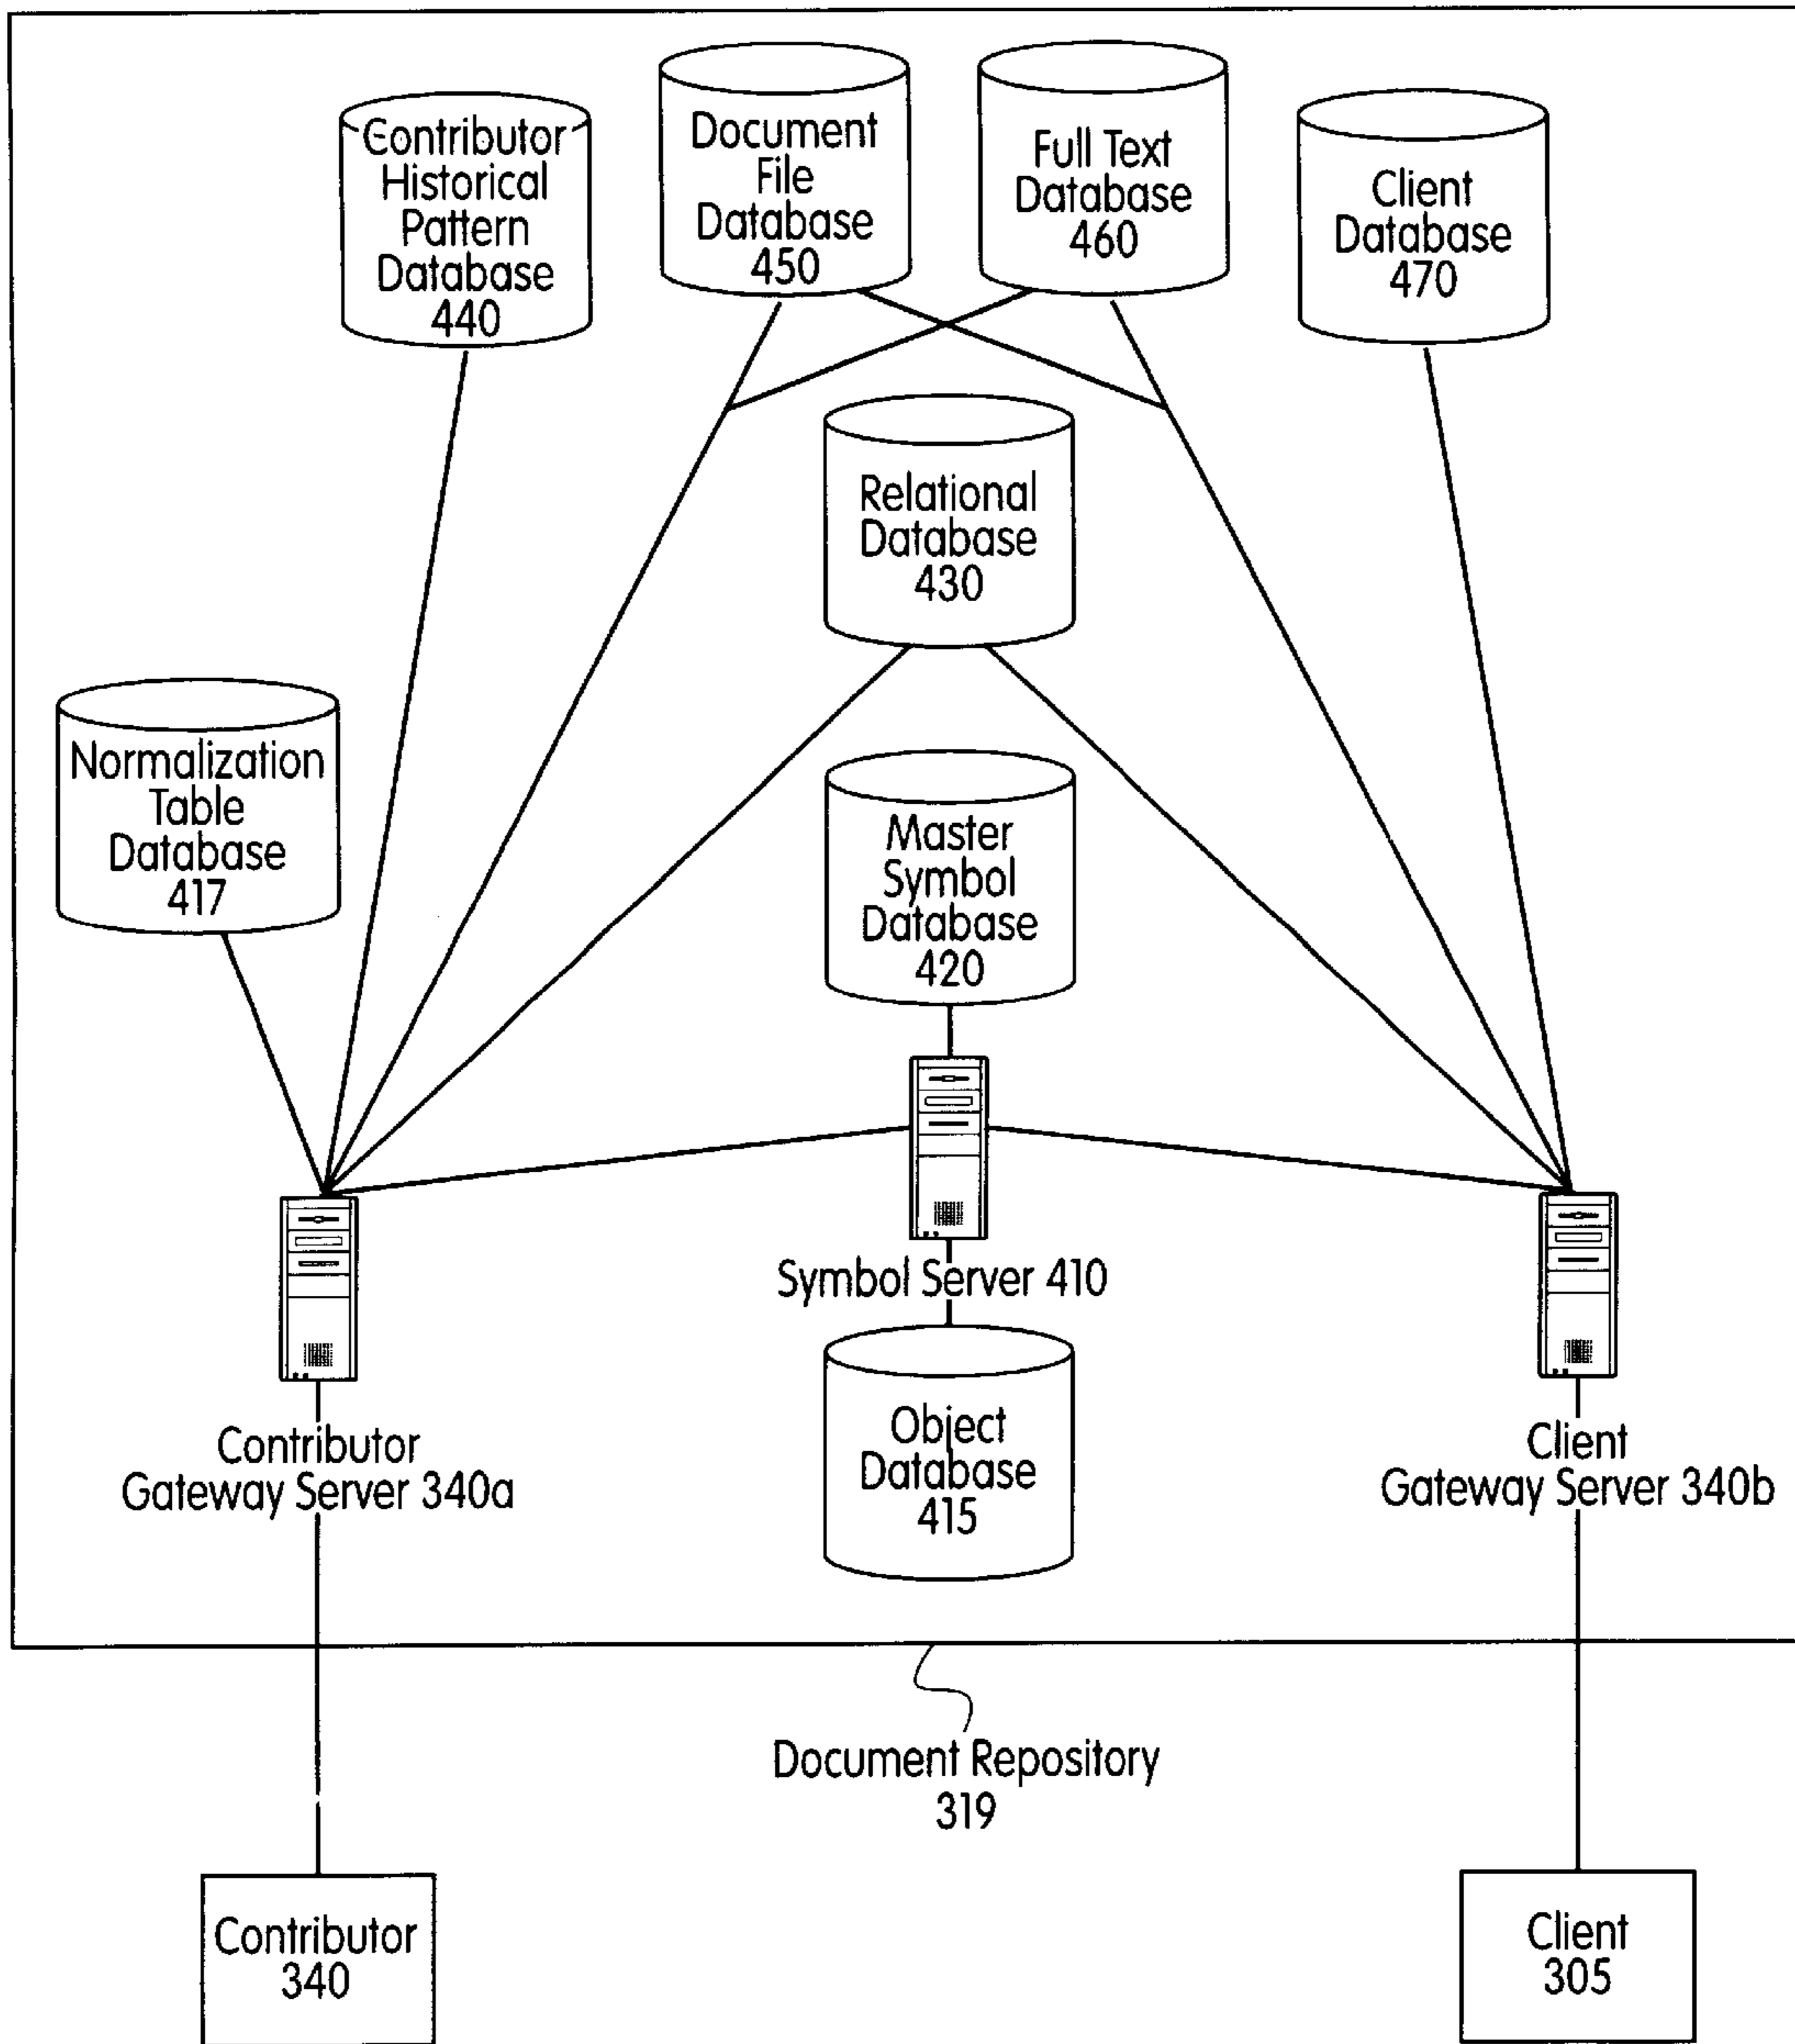 Contributor
Historical
Pattern
Database
440
Document
File
Database
450
Full Text
Database
460
Client
Database
470
Relational
Database
430
Normalization
Table
Database
417
Master
Symbol
Database
420
Symbol Server 410
Contributor
Gateway Server 340a
Object
Database
415
Client
Gateway Server 340b
Document Repository
319
Contributor
340
Client
305